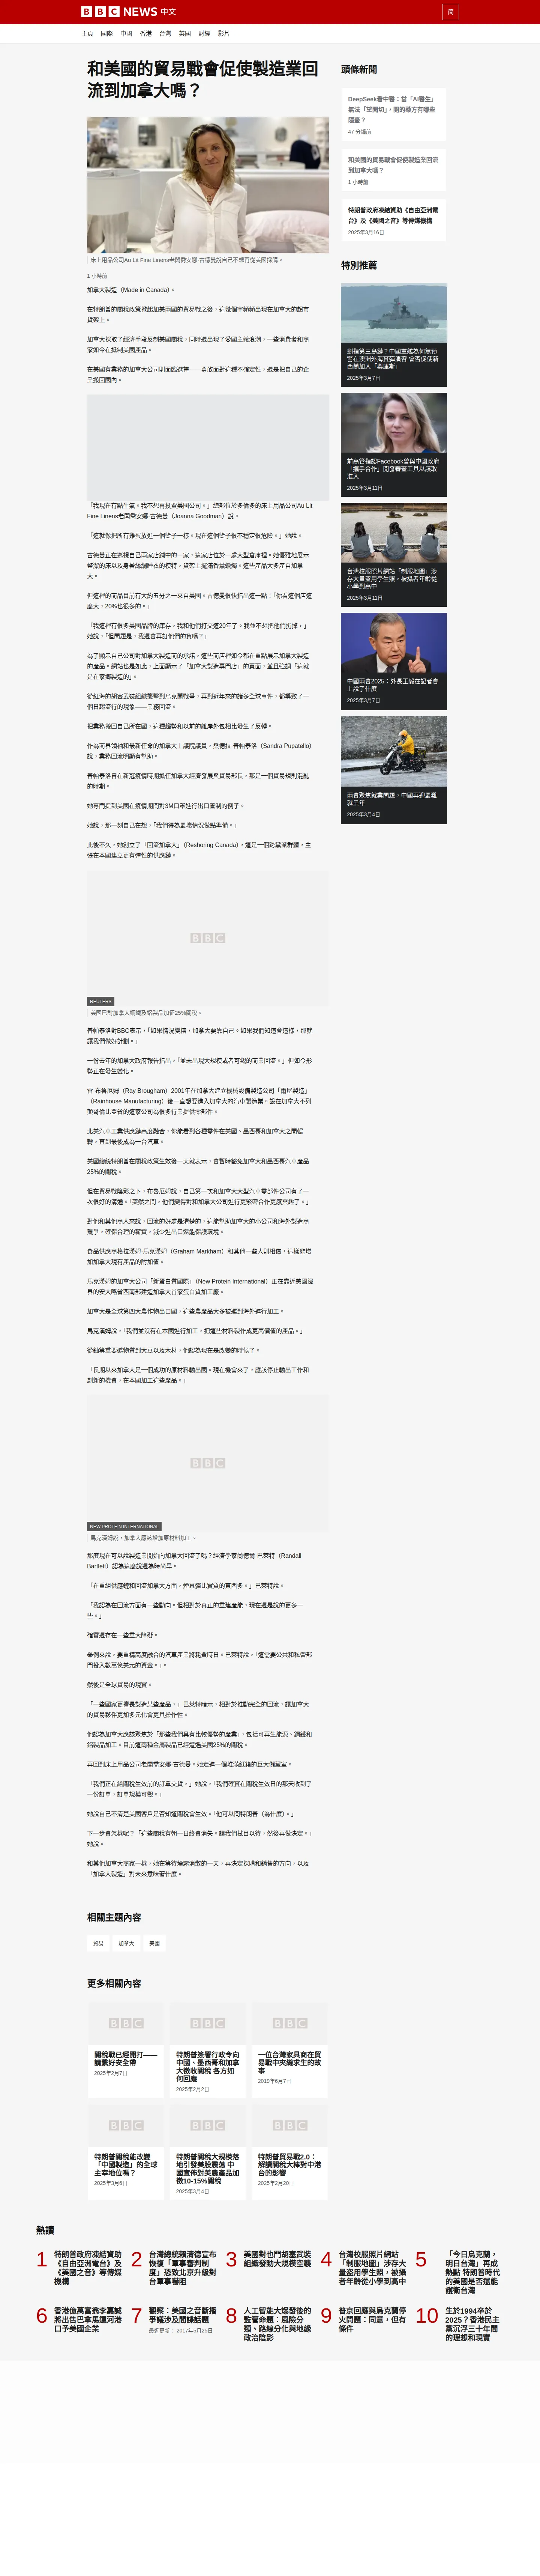 BBC NEWS 中文
简
主頁 國際 中國 香港 台灣 英國 財經 影片
和美國的貿易戰會促使製造業回
流到加拿大嗎？
床上用品公司Au Lit Fine Linens老闆喬安娜·古德曼說自己不想再從美國採購。
1 小時前
加拿大製造（Made in Canada）。
在特朗普的關稅政策掀起加美兩國的貿易戰之後，這幾個字頻頻出現在加拿大的超市
貨架上。
加拿大採取了經濟手段反制美國關稅，同時還出現了愛國主義浪潮，一些消費者和商
家如今在抵制美國產品。
在美國有業務的加拿大公司則面臨選擇——勇敢面對這種不確定性，還是把自己的企
業搬回國內。
「我現在有點生氣。我不想再投資美國公司。」總部位於多倫多的床上用品公司Au Lit
Fine Linens老闆喬安娜·古德曼（Joanna Goodman）說。
「這就像把所有雞蛋放進一個籃子一樣。現在這個籃子很不穩定很危險。」她說。
古德曼正在巡視自己兩家店舖中的一家，這家店位於一處大型倉庫裡。她優雅地展示
整潔的床以及身著絲綢睡衣的模特，貨架上擺滿香薰蠟燭。這些產品大多產自加拿
大。
但這裡的商品目前有大約五分之一來自美國。古德曼很快指出這一點：「你看這個店這
麼大，20%也很多的。」
「我這裡有很多美國品牌的庫存。我和他們打交道20年了。我並不想把他們扔掉，」
她說，「但問題是，我還會再訂他們的貨嗎？」
為了顯示自己公司對加拿大製造商的承諾，這些商店裡如今都在重點展示加拿大製造
的產品。網站也是如此，上面顯示了「加拿大製造專門店」的頁面，並且強調「這就
是在家鄉製造的」。
從紅海的胡塞武裝組織襲擊到烏克蘭戰爭，再到近年來的諸多全球事件，都導致了一
個日趨流行的現象——業務回流。
把業務搬回自己所在國，這種趨勢和以前的離岸外包相比發生了反轉。
作為商界領袖和最新任命的加拿大上議院議員，桑德拉·普帕泰洛（Sandra Pupatello）
說，業務回流明顯有幫助。
普帕泰洛曾在新冠疫情時期擔任加拿大經濟發展與貿易部長，那是一個貿易規則混亂
的時期。
她專門提到美國在疫情期間對3M口罩進行出口管制的例子。
她說，那一刻自己在想，「我們得為最壞情況做點準備。」
此後不久，她創立了「回流加拿大」（Reshoring Canada），這是一個跨黨派群體，主
張在本國建立更有彈性的供應鏈。
BBC
REUTERS
美國已對加拿大鋼鐵及鋁製品加征25%關稅。
普帕泰洛對BBC表示，「如果情況變糟，加拿大要靠自己。如果我們知道會這樣，那就
讓我們做好計劃。」
一份去年的加拿大政府報告指出，「並未出現大規模或者可觀的商業回流。」但如今形
勢正在發生變化。
雷·布魯厄姆（Ray Brougham）2001年在加拿大建立機械設備製造公司「雨屋製造」
（Rainhouse Manufacturing）後一直想要進入加拿大的汽車製造業。設在加拿大不列
顛哥倫比亞省的這家公司為很多行業提供零部件。
北美汽車工業供應鏈高度融合，你能看到各種零件在美國、墨西哥和加拿大之間輾
轉，直到最後成為一台汽車。
美國總統特朗普在關稅政策生效後一天就表示，會暫時豁免加拿大和墨西哥汽車產品
25%的關稅。
但在貿易戰陰影之下，布魯厄姆說，自己第一次和加拿大大型汽車零部件公司有了一
次很好的溝通。「突然之間，他們變得對和加拿大公司進行更緊密合作更感興趣了。」
對他和其他商人來說，回流的好處是清楚的，這能幫助加拿大的小公司和海外製造商
競爭，確保合理的薪資，減少進出口還能保護環境。
食品供應商格拉漢姆·馬克漢姆（Graham Markham）和其他一些人則相信，這樣能增
加加拿大現有產品的附加值。
馬克漢姆的加拿大公司「新蛋白質國際」（New Protein International）正在靠近美國邊
界的安大略省西南部建造加拿大首家蛋白質加工廠。
加拿大是全球第四大農作物出口國，這些農產品大多被運到海外進行加工。
馬克漢姆說，「我們並沒有在本國進行加工，把這些材料製作成更高價值的產品。」
從鈾等重要礦物質到大豆以及木材，他認為現在是改變的時候了。
「長期以來加拿大是一個成功的原材料輸出國。現在機會來了，應該停止輸出工作和
創新的機會，在本國加工這些產品。」
BBC
NEW PROTEIN INTERNATIONAL
馬克漢姆說，加拿大應該增加原材料加工。
那麼現在可以說製造業開始向加拿大回流了嗎？經濟學家蘭德爾·巴萊特（Randall
Bartlett）認為這麼說還為時尚早。
「在重組供應鏈和回流加拿大方面，煙幕彈比實質的東西多。」巴萊特說。
「我認為在回流方面有一些動向，但相對於真正的重建產能，現在還是說的更多一
些。」
確實還存在一些重大障礙。
舉例來說，要重構高度融合的汽車產業將耗費時日。巴萊特說，「這需要公共和私營部
門投入數萬億美元的資金。」。
然後是全球貿易的現實。
「一些國家更擅長製造某些產品，」巴萊特暗示，相對於推動完全的回流，讓加拿大
的貿易夥伴更加多元化會更具操作性。
他認為加拿大應該聚焦於「那些我們具有比較優勢的產業」，包括可再生能源、鋼鐵和
鋁製品加工，目前這兩種金屬製品已經遭遇美國25%的關稅。
再回到床上用品公司老闆喬安娜·古德曼，她走進一個堆滿紙箱的巨大儲藏室。
「我們正在給關稅生效前的訂單交貨，」她說，「我們確實在關稅生效日的那天收到了
一份訂單，訂單規模可觀。」
她說自己不清楚美國客戶是否知道關稅會生效。「他可以問特朗普（為什麼）。」
下一步會怎樣呢？「這些關稅有朝一日終會消失。讓我們拭目以待，然後再做決定。」
她說。
和其他加拿大商家一樣，她在等待煙霧消散的一天，再決定採購和銷售的方向，以及
「加拿大製造」對未來意味著什麼。
相關主題內容
貿易
加拿大
美國
更多相關內容
BBC
關稅戰已經開打——
請繫好安全帶
2025年2月7日
BBC
特朗普簽署行政令向
中國、墨西哥和加拿
大徵收關稅 各方如
何回應
2025年2月2日
BBC
一位台灣家具商在貿
易戰中夾縫求生的故
事
2019年6月7日
BBC
特朗普關稅能改變
「中國製造」的全球
主宰地位嗎？
2025年3月6日
BBC
特朗普關稅大規模落
地引發美股震蕩 中
國宣佈對美農產品加
徵10-15%關稅
2025年3月4日
BBC
特朗普貿易戰2.0：
解讀關稅大棒對中港
台的影響
2025年2月20日
頭條新聞
DeepSeek看中醫：當「AI醫生」
無法「望聞切」，開的藥方有哪些
隱憂？
47 分鐘前
和美國的貿易戰會促使製造業回流
到加拿大嗎？
1 小時前
特朗普政府凍結資助《自由亞洲電
台》及《美國之音》等傳媒機構
2025年3月16日
特別推薦
劍指第三島鏈？中國軍艦為何無預
警在澳洲外海實彈演習 會否促使新
西蘭加入「奧庫斯」
2025年3月7日
前高管指認Facebook曾與中國政府
「攜手合作」開發審查工具以謀取
准入
2025年3月11日
台灣校服照片網站「制服地圖」涉
存大量盜用學生照，被攝者年齡從
小學到高中
2025年3月11日
中國兩會2025：外長王毅在記者會
上說了什麼
2025年3月7日
兩會聚焦就業問題，中國再迎最難
就業年
2025年3月4日
熱讀
1 特朗普政府凍結資助
《自由亞洲電台》及
《美國之音》等傳媒
機構
2 台灣總統賴清德宣布
恢復「軍事審判制
度」恐致北京升級對
台軍事嚇阻
3 美國對也門胡塞武裝
組織發動大規模空襲
4 台灣校服照片網站
「制服地圖」涉存大
量盜用學生照，被攝
者年齡從小學到高中
5 「今日烏克蘭，
明日台灣」再成
熱點 特朗普時代
的美國是否還能
護衛台灣
6 香港億萬富翁李嘉誠
將出售巴拿馬運河港
口予美國企業
7 觀察：美國之音斷播
爭議涉及間諜話題
最近更新： 2017年5月25日
8 人工智能大爆發後的
監管命題：風險分
類、路線分化與地緣
政治陰影
9 普京回應與烏克蘭停
火問題：同意，但有
條件
10 生於1994卒於
2025？香港民主
黨沉浮三十年間
的理想和現實